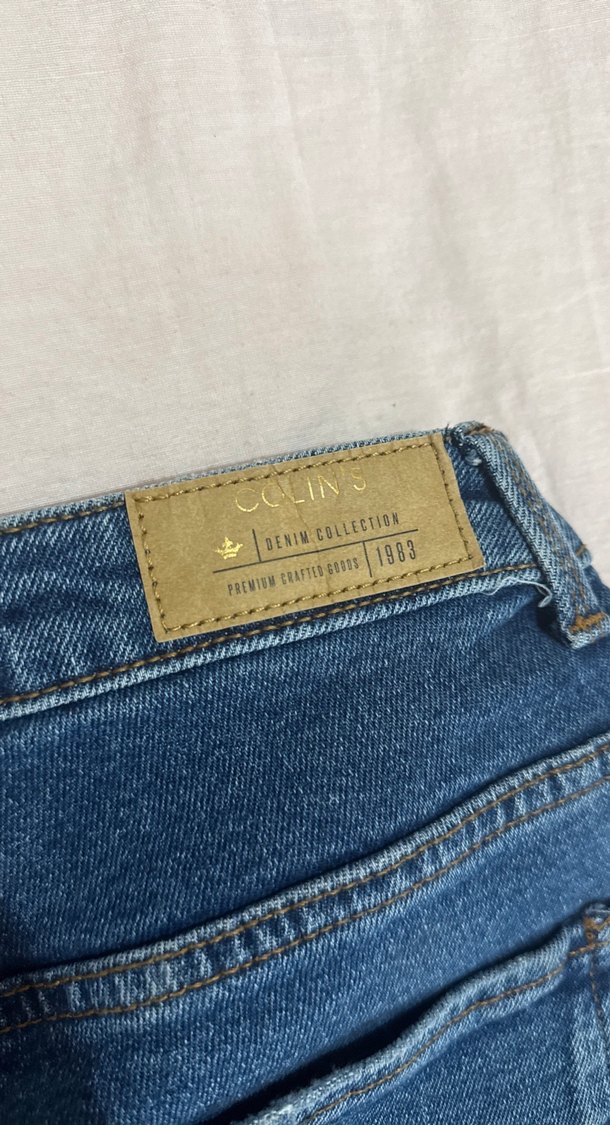 COLIN'S
DENIM COLLECTION
PREMIUM CRAFTED GOODS 1983